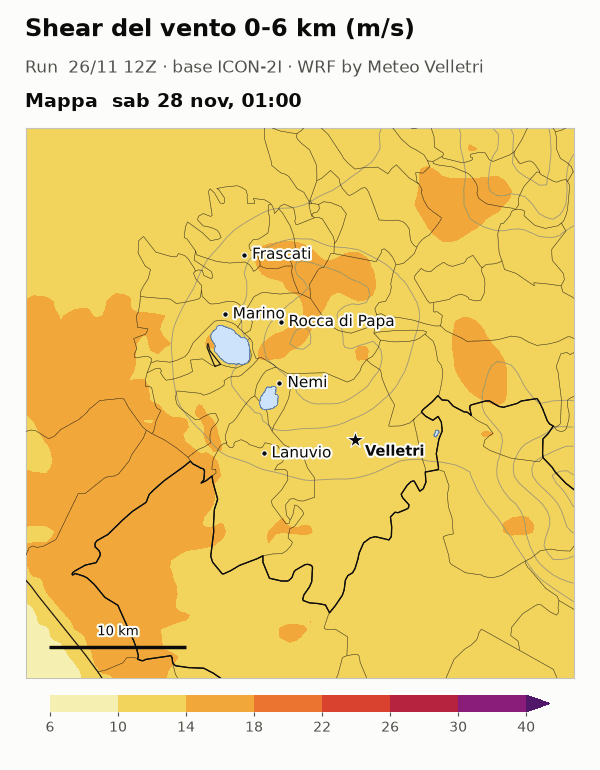 Shear del vento 0-6 km (m/s)
Run  26/11 12Z · base ICON-2I · WRF by Meteo Velletri
Mappa  sab 28 nov, 01:00
Frascati
Marino
Rocca di Papa
Nemi
Velletri
Lanuvio
10 km
6 10 14 18 22 26 30 40